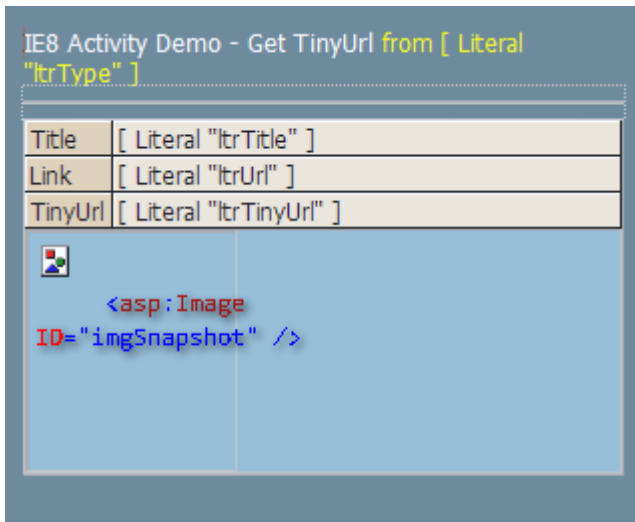 IE8 Activity Demo - Get TinyUrl from [ Literal
"ltrType" ]
Title [ Literal "ltrTitle" ]
Link [ Literal "ltrUrl" ]
TinyUrl [ Literal "ltrTinyUrl" ]
<asp:Image
ID="imgSnapshot" />